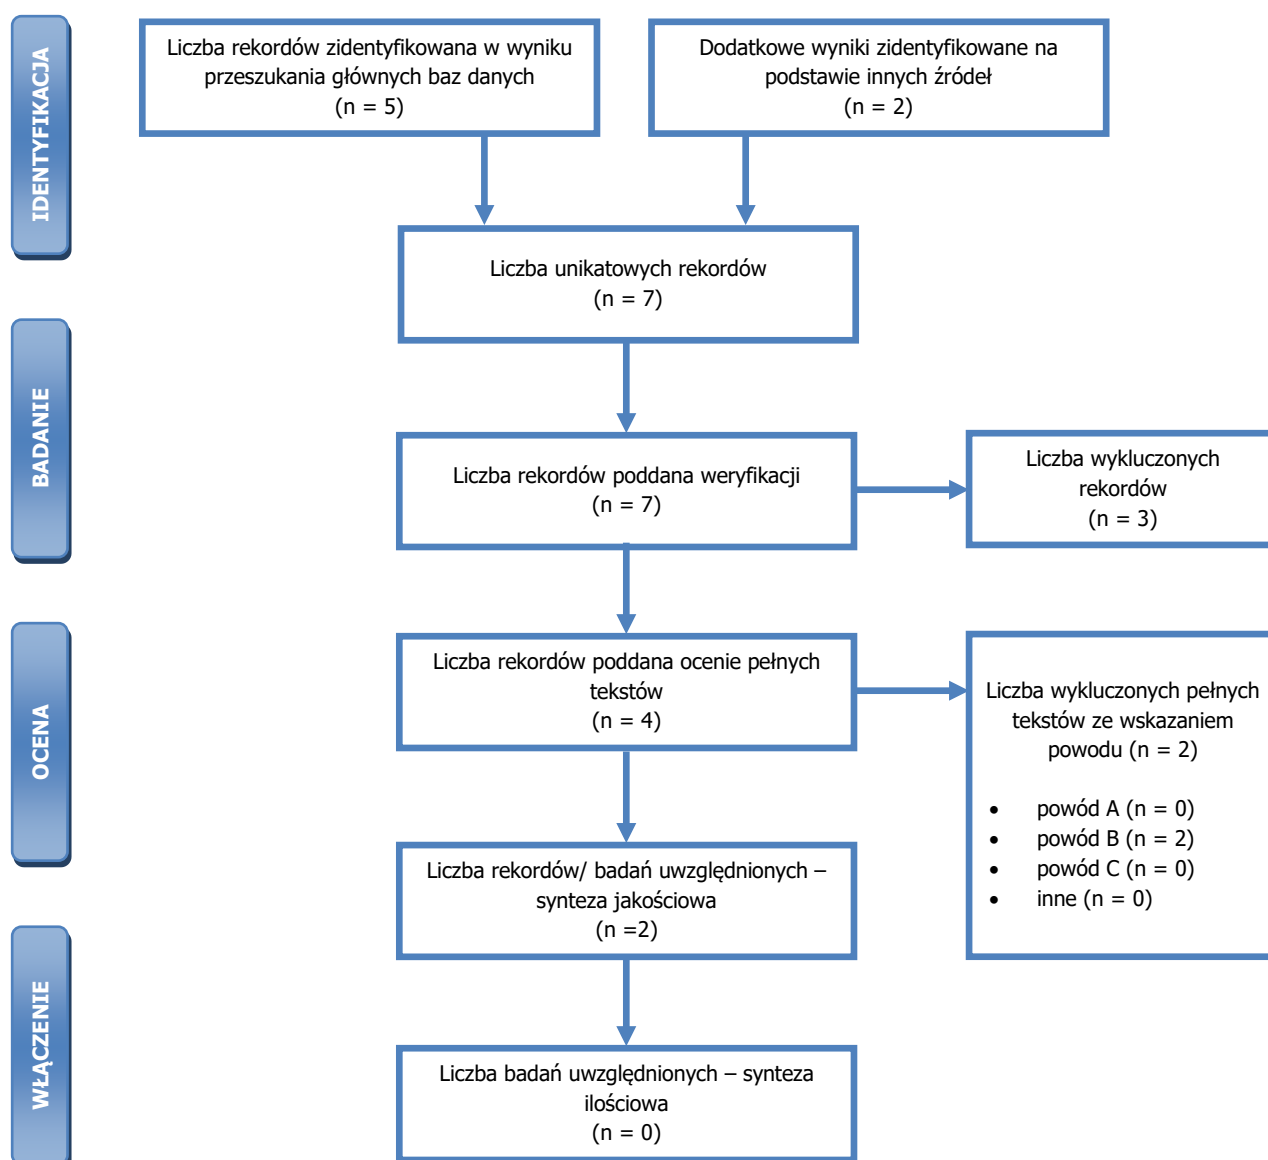 IDENTYFIKACJA
Liczba rekordów zidentyfikowana w wyniku
przeszukania głównych baz danych
(n = 5)
Dodatkowe wyniki zidentyfikowane na
podstawie innych źródeł
(n = 2)
Liczba unikatowych rekordów
(n = 7)
BADANIE
Liczba rekordów poddana weryfikacji
(n = 7)
Liczba wykluczonych
rekordów
(n = 3)
OCENA
Liczba rekordów poddana ocenie pełnych
tekstów
(n = 4)
Liczba wykluczonych pełnych
tekstów ze wskazaniem
powodu (n = 2)
• powód A (n = 0)
• powód B (n = 2)
• powód C (n = 0)
• inne (n = 0)
Liczba rekordów/ badań uwzględnionych –
synteza jakościowa
(n =2)
WŁĄCZENIE
Liczba badań uwzględnionych – synteza
ilościowa
(n = 0)